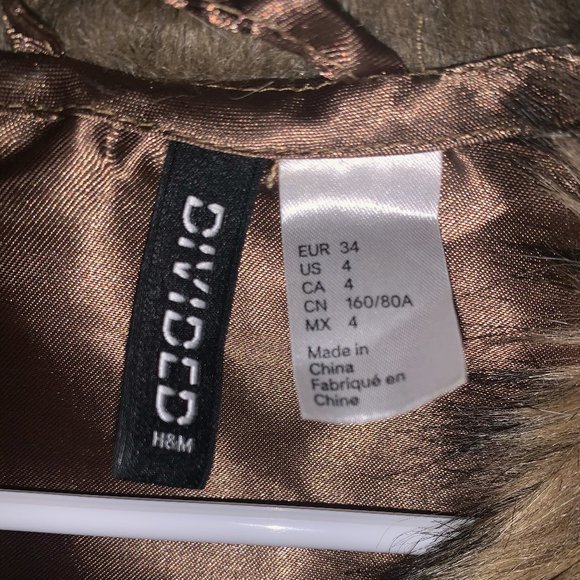 DIVIDED
H&M
EUR 34
US 4
CA 4
CN 160/80A
MX 4
Made in
China
Fabriqué en
Chine